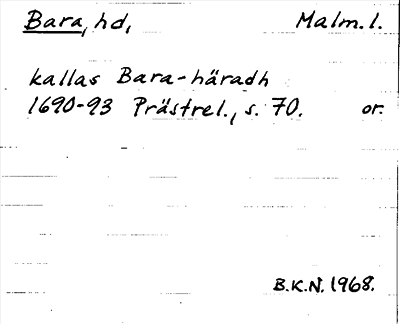 Bara, hd, Malm. l.
kallas Bara-häradh
1690-93 Prästrel., s. 70. or.
B.K.N. 1968.